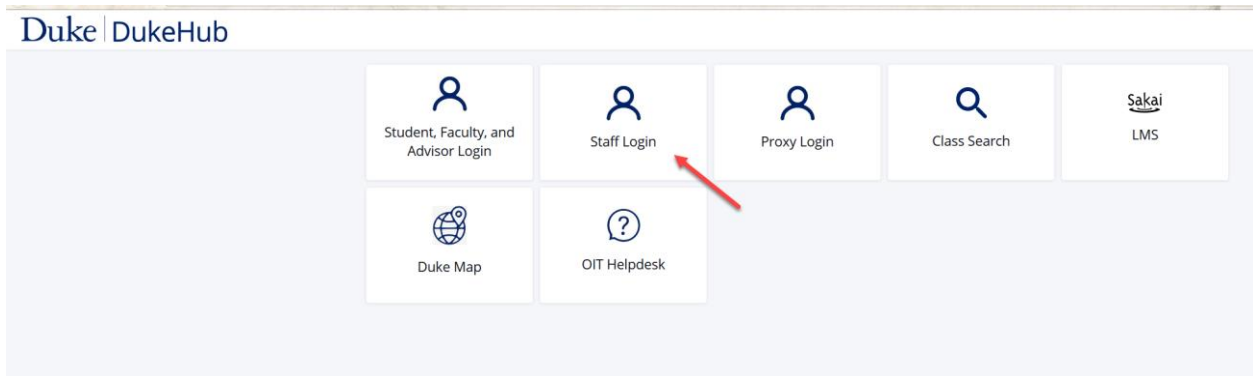 Duke DukeHub
Student, Faculty, and
Advisor Login
Staff Login
Proxy Login
Class Search
Sakai
LMS
Duke Map
?
OIT Helpdesk